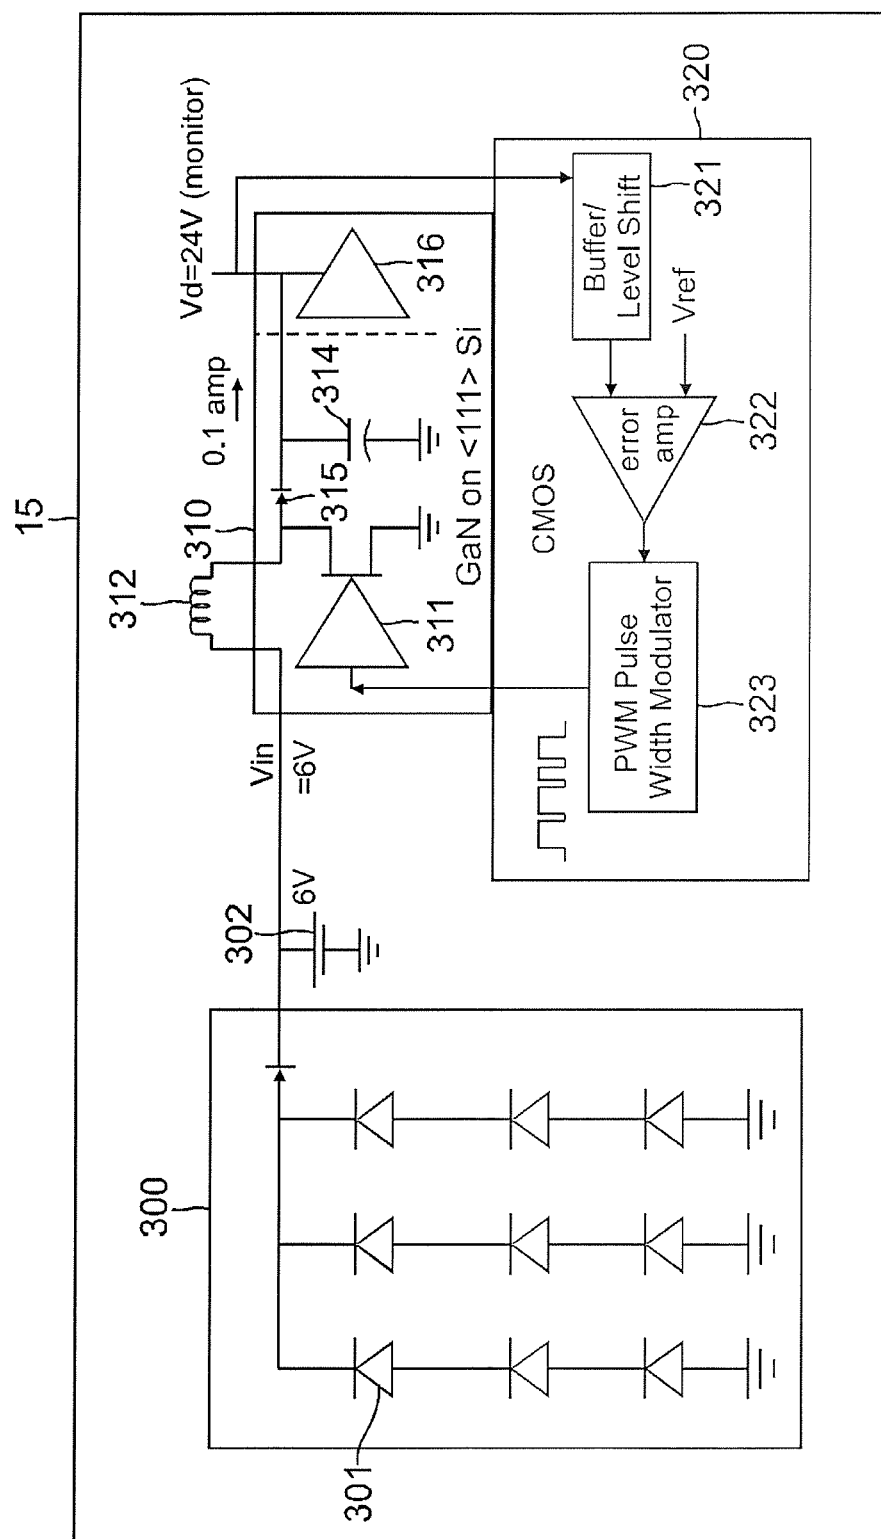 15
312
310
0.1 amp
Vd=24V (monitor)
315
314
316
311
GaN on <111> Si
Vin
=6V
302
6V
300
301
320
CMOS
Buffer/
Level Shift
321
Vref
error
amp
322
PWM Pulse
Width Modulator
323